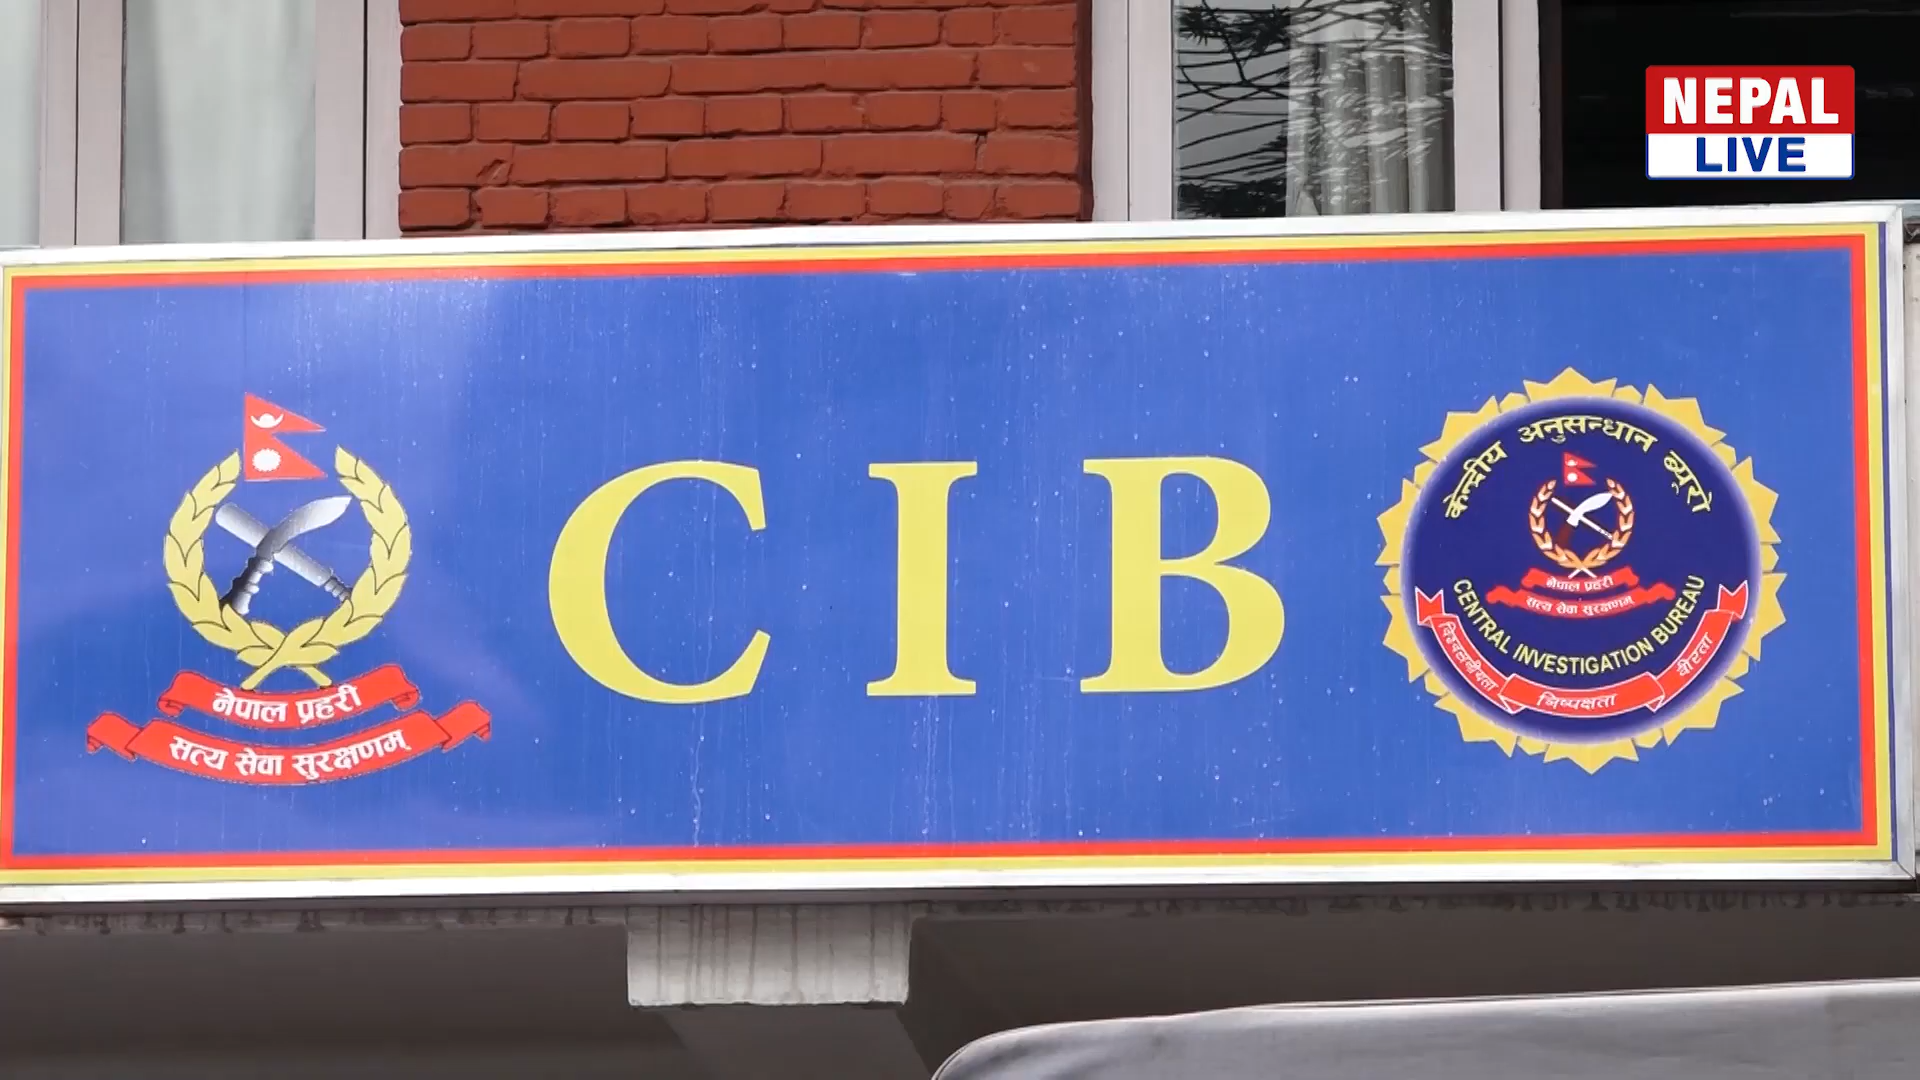 NEPAL
LIVE
नेपाल प्रहरी
सत्य सेवा सुरक्षणम्
CIB
केन्द्रीय अनुसन्धान ब्यूरो
नेपाल प्रहरी
सत्य सेवा सुरक्षणम्
CENTRAL INVESTIGATION BUREAU
विश्वसनीयता
निष्पक्षता
वीरता